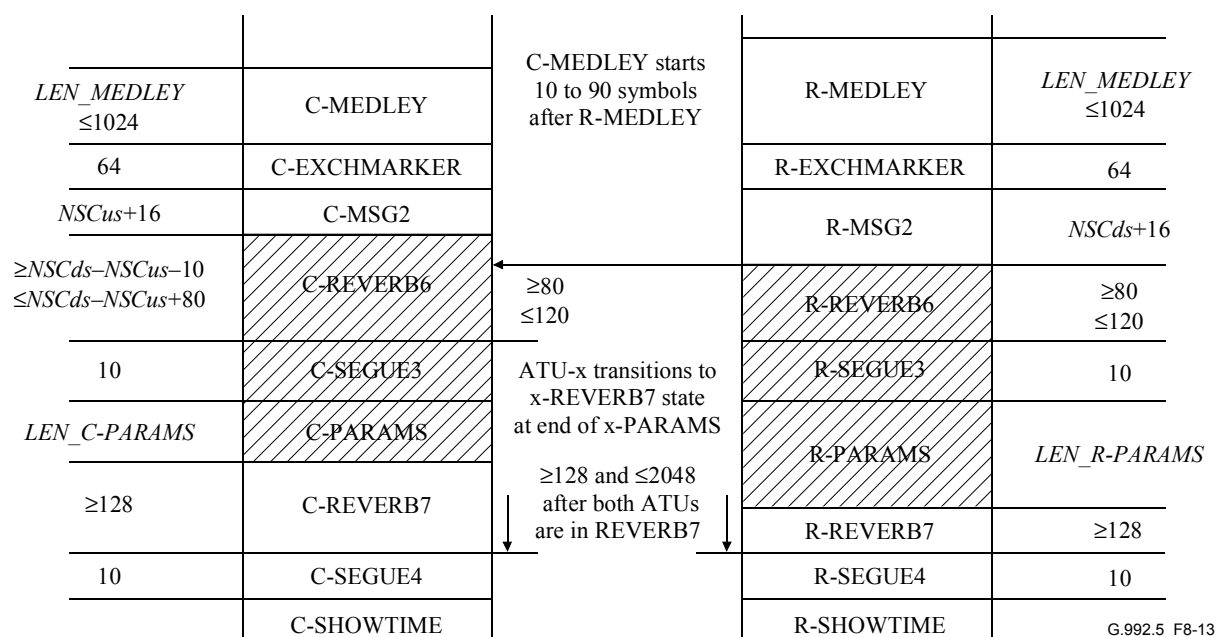 C-MEDLEY starts
10 to 90 symbols
after R-MEDLEY
LEN_MEDLEY
≤1024
C-MEDLEY
R-MEDLEY
LEN_MEDLEY
≤1024
64
C-EXCHMARKER
R-EXCHMARKER
64
NSCus+16
C-MSG2
R-MSG2
NSCds+16
≥NSCds–NSCus–10
≤NSCds–NSCus+80
C-REVERB6
≥80
≤120
R-REVERB6
≥80
≤120
10
C-SEGUE3
ATU-x transitions to
x-REVERB7 state
at end of x-PARAMS
R-SEGUE3
10
LEN_C-PARAMS
C-PARAMS
R-PARAMS
LEN_R-PARAMS
≥128
C-REVERB7
≥128 and ≤2048
after both ATUs
are in REVERB7
R-REVERB7
≥128
10
C-SEGUE4
R-SEGUE4
10
C-SHOWTIME
R-SHOWTIME
G.992.5_F8-13